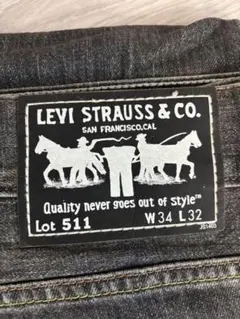 LEVI STRAUSS & CO.
SAN FRANCISCO,CAL
Quality never goes out of style™
Lot 511 W34 L32